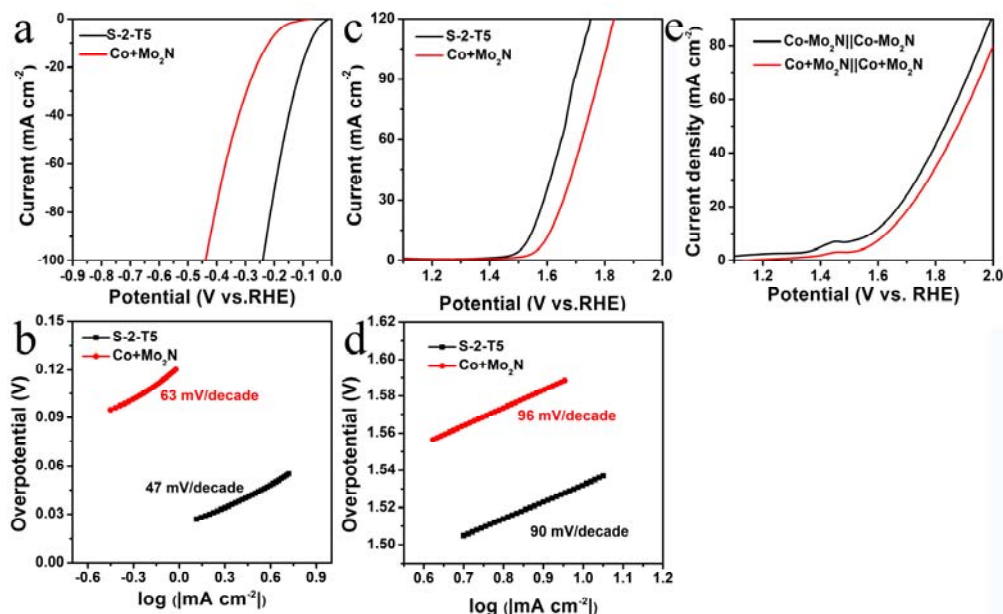 a
S-2-T5
Co+Mo₂N
Current (mA cm⁻²)
0
-20
-40
-60
-80
-100
-0.9 -0.8 -0.7 -0.6 -0.5 -0.4 -0.3 -0.2 -0.1 0.0
Potential (V vs.RHE)
c
S-2-T5
Co+Mo₂N
Current (mA cm⁻²)
120
90
60
30
0
1.2 1.4 1.6 1.8 2.0
Potential (V vs.RHE)
e
Co-Mo₂N||Co-Mo₂N
Co+Mo₂N||Co+Mo₂N
Current density (mA cm⁻²)
80
60
40
20
0
1.2 1.4 1.6 1.8 2.0
Potential (V vs. RHE)
b
S-2-T5
Co+Mo₂N
63 mV/decade
47 mV/decade
Overpotential (V)
0.15
0.12
0.09
0.06
0.03
0.00
-0.6 -0.3 0.0 0.3 0.6 0.9
log (|mA cm⁻²|)
d
S-2-T5
Co+Mo₂N
96 mV/decade
90 mV/decade
Overpotential (V)
1.62
1.60
1.58
1.56
1.54
1.52
1.50
0.6 0.7 0.8 0.9 1.0 1.1 1.2
log (|mA cm⁻²|)